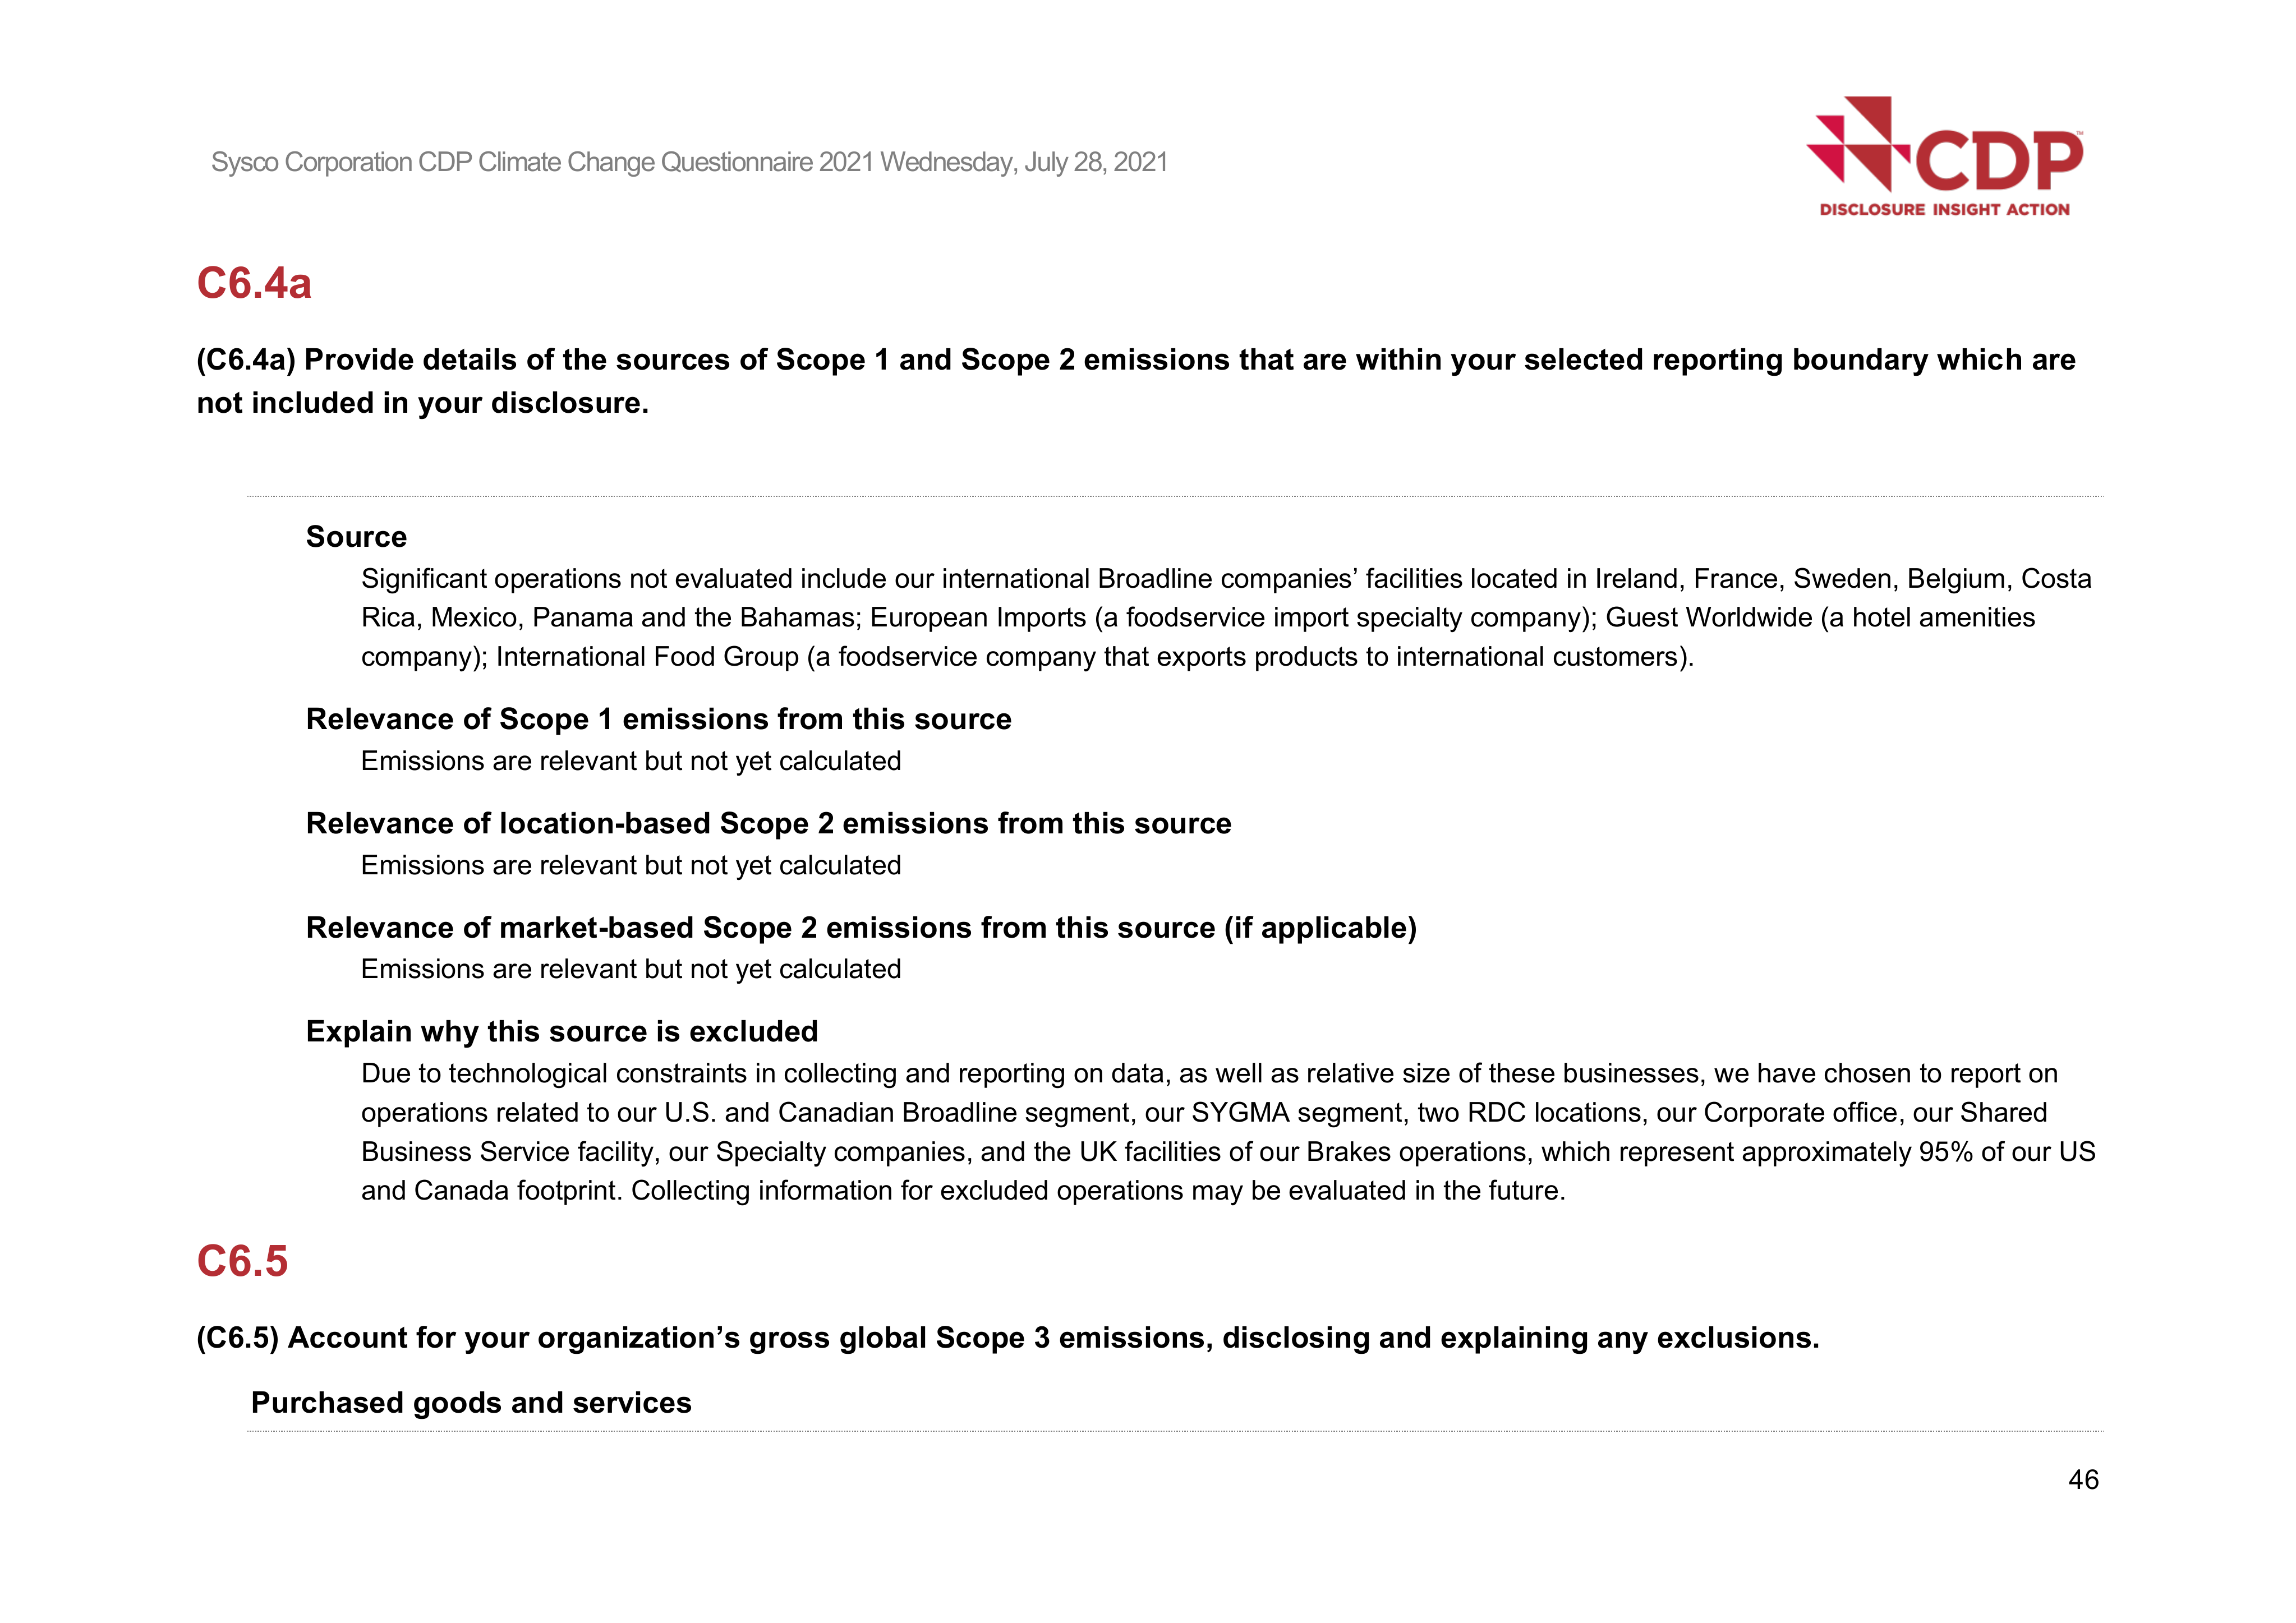 Sysco Corporation CDP Climate Change Questionnaire 2021 Wednesday, July 28, 2021
CDP™
DISCLOSURE INSIGHT ACTION
C6.4a
(C6.4a) Provide details of the sources of Scope 1 and Scope 2 emissions that are within your selected reporting boundary which are
not included in your disclosure.
Source
Significant operations not evaluated include our international Broadline companies’ facilities located in Ireland, France, Sweden, Belgium, Costa
Rica, Mexico, Panama and the Bahamas; European Imports (a foodservice import specialty company); Guest Worldwide (a hotel amenities
company); International Food Group (a foodservice company that exports products to international customers).
Relevance of Scope 1 emissions from this source
Emissions are relevant but not yet calculated
Relevance of location-based Scope 2 emissions from this source
Emissions are relevant but not yet calculated
Relevance of market-based Scope 2 emissions from this source (if applicable)
Emissions are relevant but not yet calculated
Explain why this source is excluded
Due to technological constraints in collecting and reporting on data, as well as relative size of these businesses, we have chosen to report on
operations related to our U.S. and Canadian Broadline segment, our SYGMA segment, two RDC locations, our Corporate office, our Shared
Business Service facility, our Specialty companies, and the UK facilities of our Brakes operations, which represent approximately 95% of our US
and Canada footprint. Collecting information for excluded operations may be evaluated in the future.
C6.5
(C6.5) Account for your organization’s gross global Scope 3 emissions, disclosing and explaining any exclusions.
Purchased goods and services
46